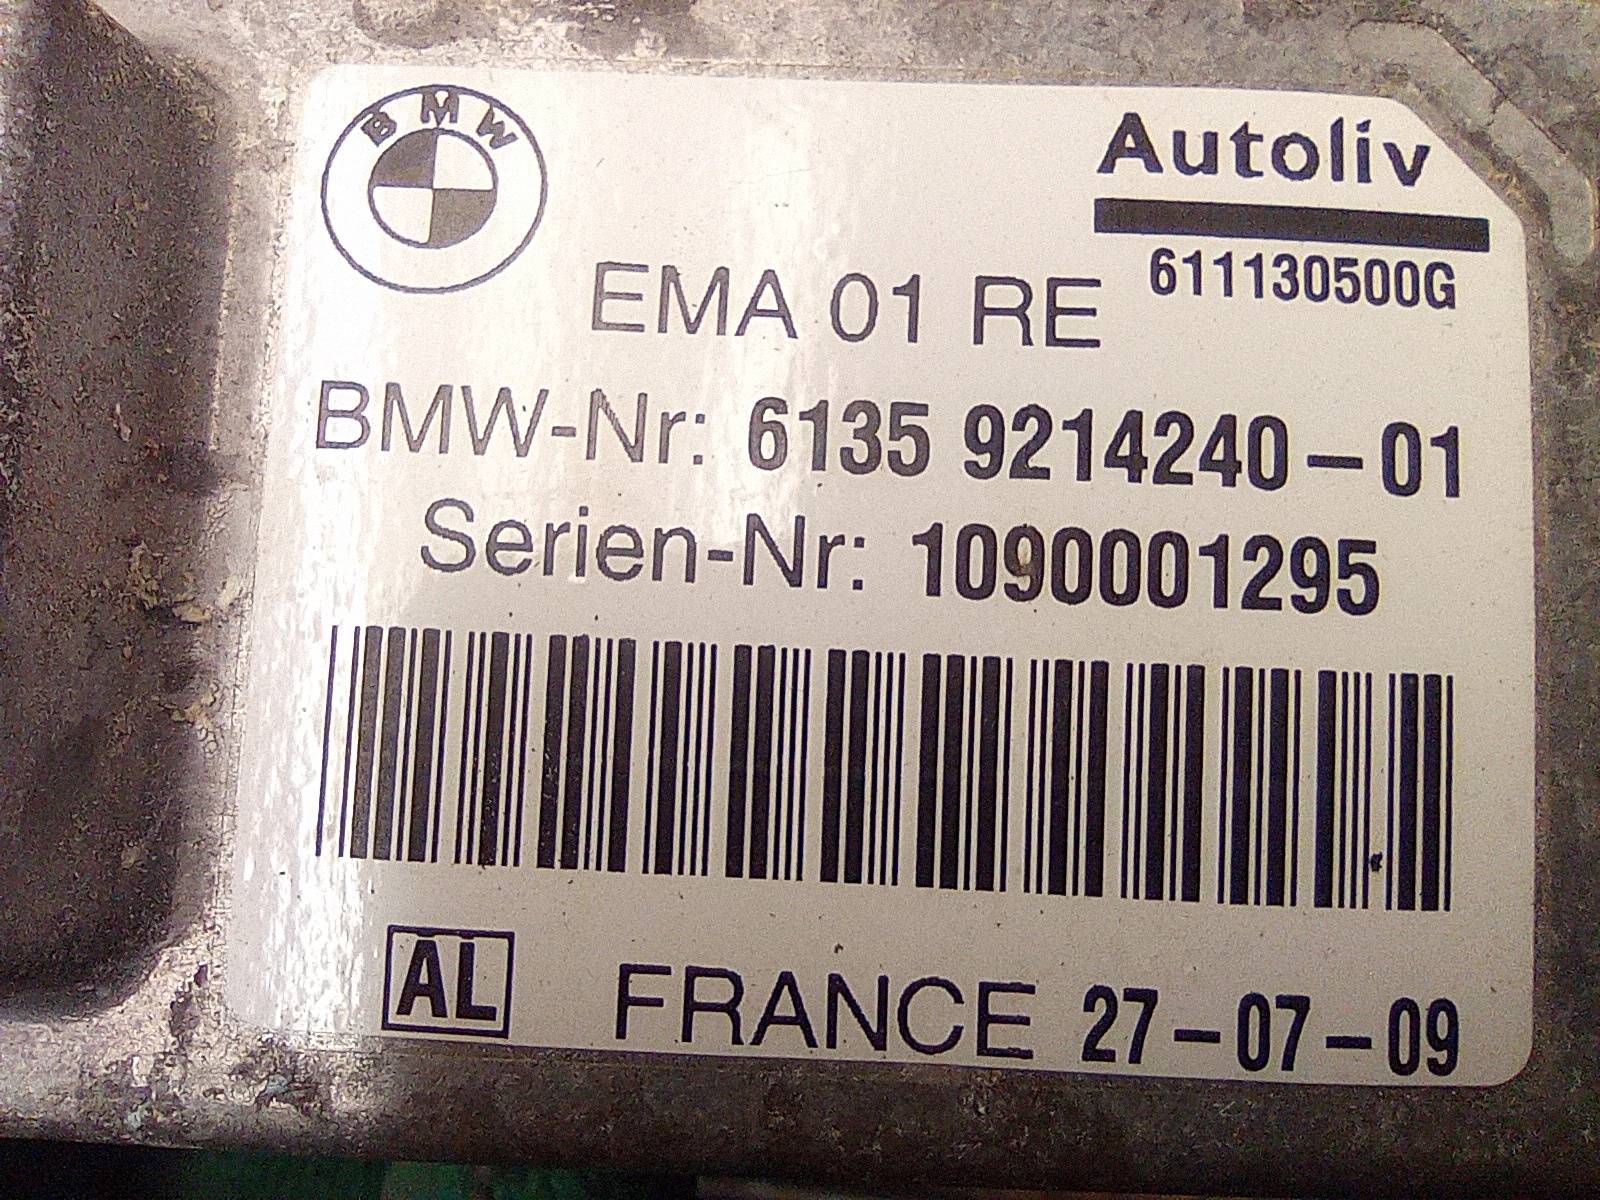 BMW
Autoliv
611130500G
EMA 01 RE
BMW-Nr: 6135 9214240-01
Serien-Nr: 1090001295
AL FRANCE 27-07-09